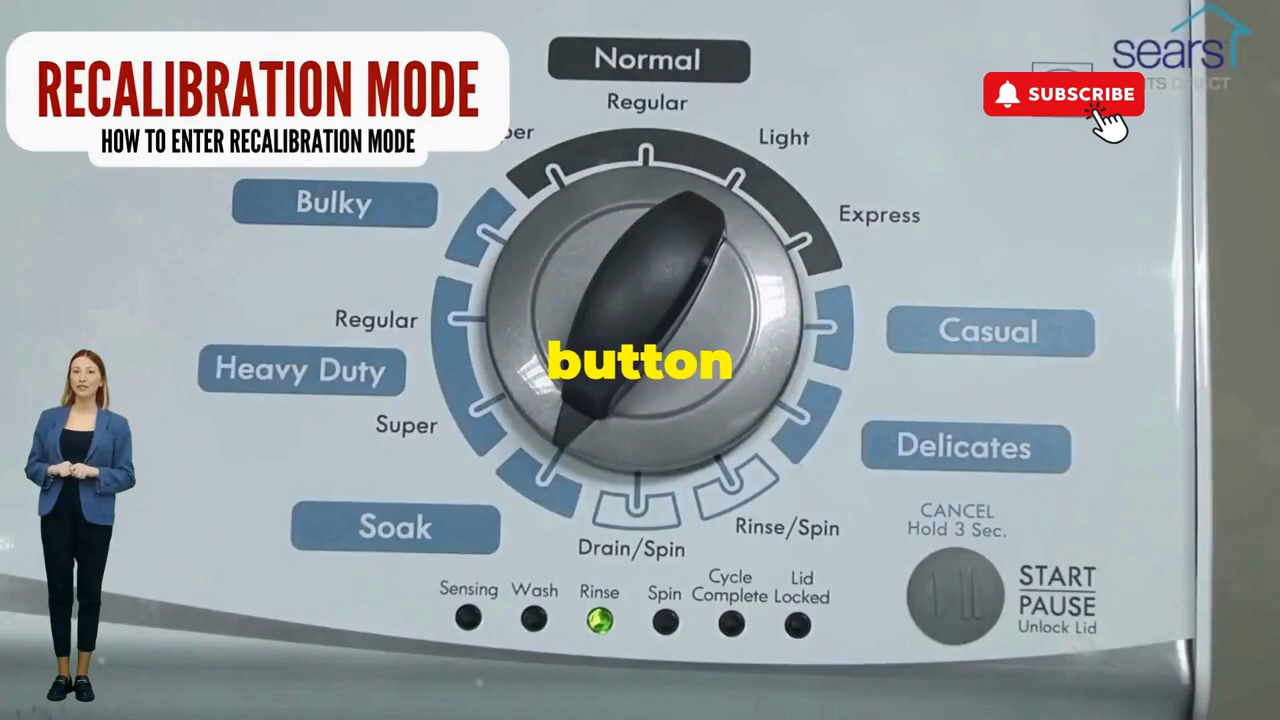 sears
RECALIBRATION MODE
HOW TO ENTER RECALIBRATION MODE
SUBSCRIBE
DIRECT
Normal
Regular
Light
Express
Bulky
Regular
Heavy Duty
Super
button
Casual
Delicates
Soak
Drain/Spin
Rinse/Spin
CANCEL
Hold 3 Sec.
START
PAUSE
Unlock Lid
Sensing
Wash
Rinse
Spin
Cycle
Complete
Lid
Locked